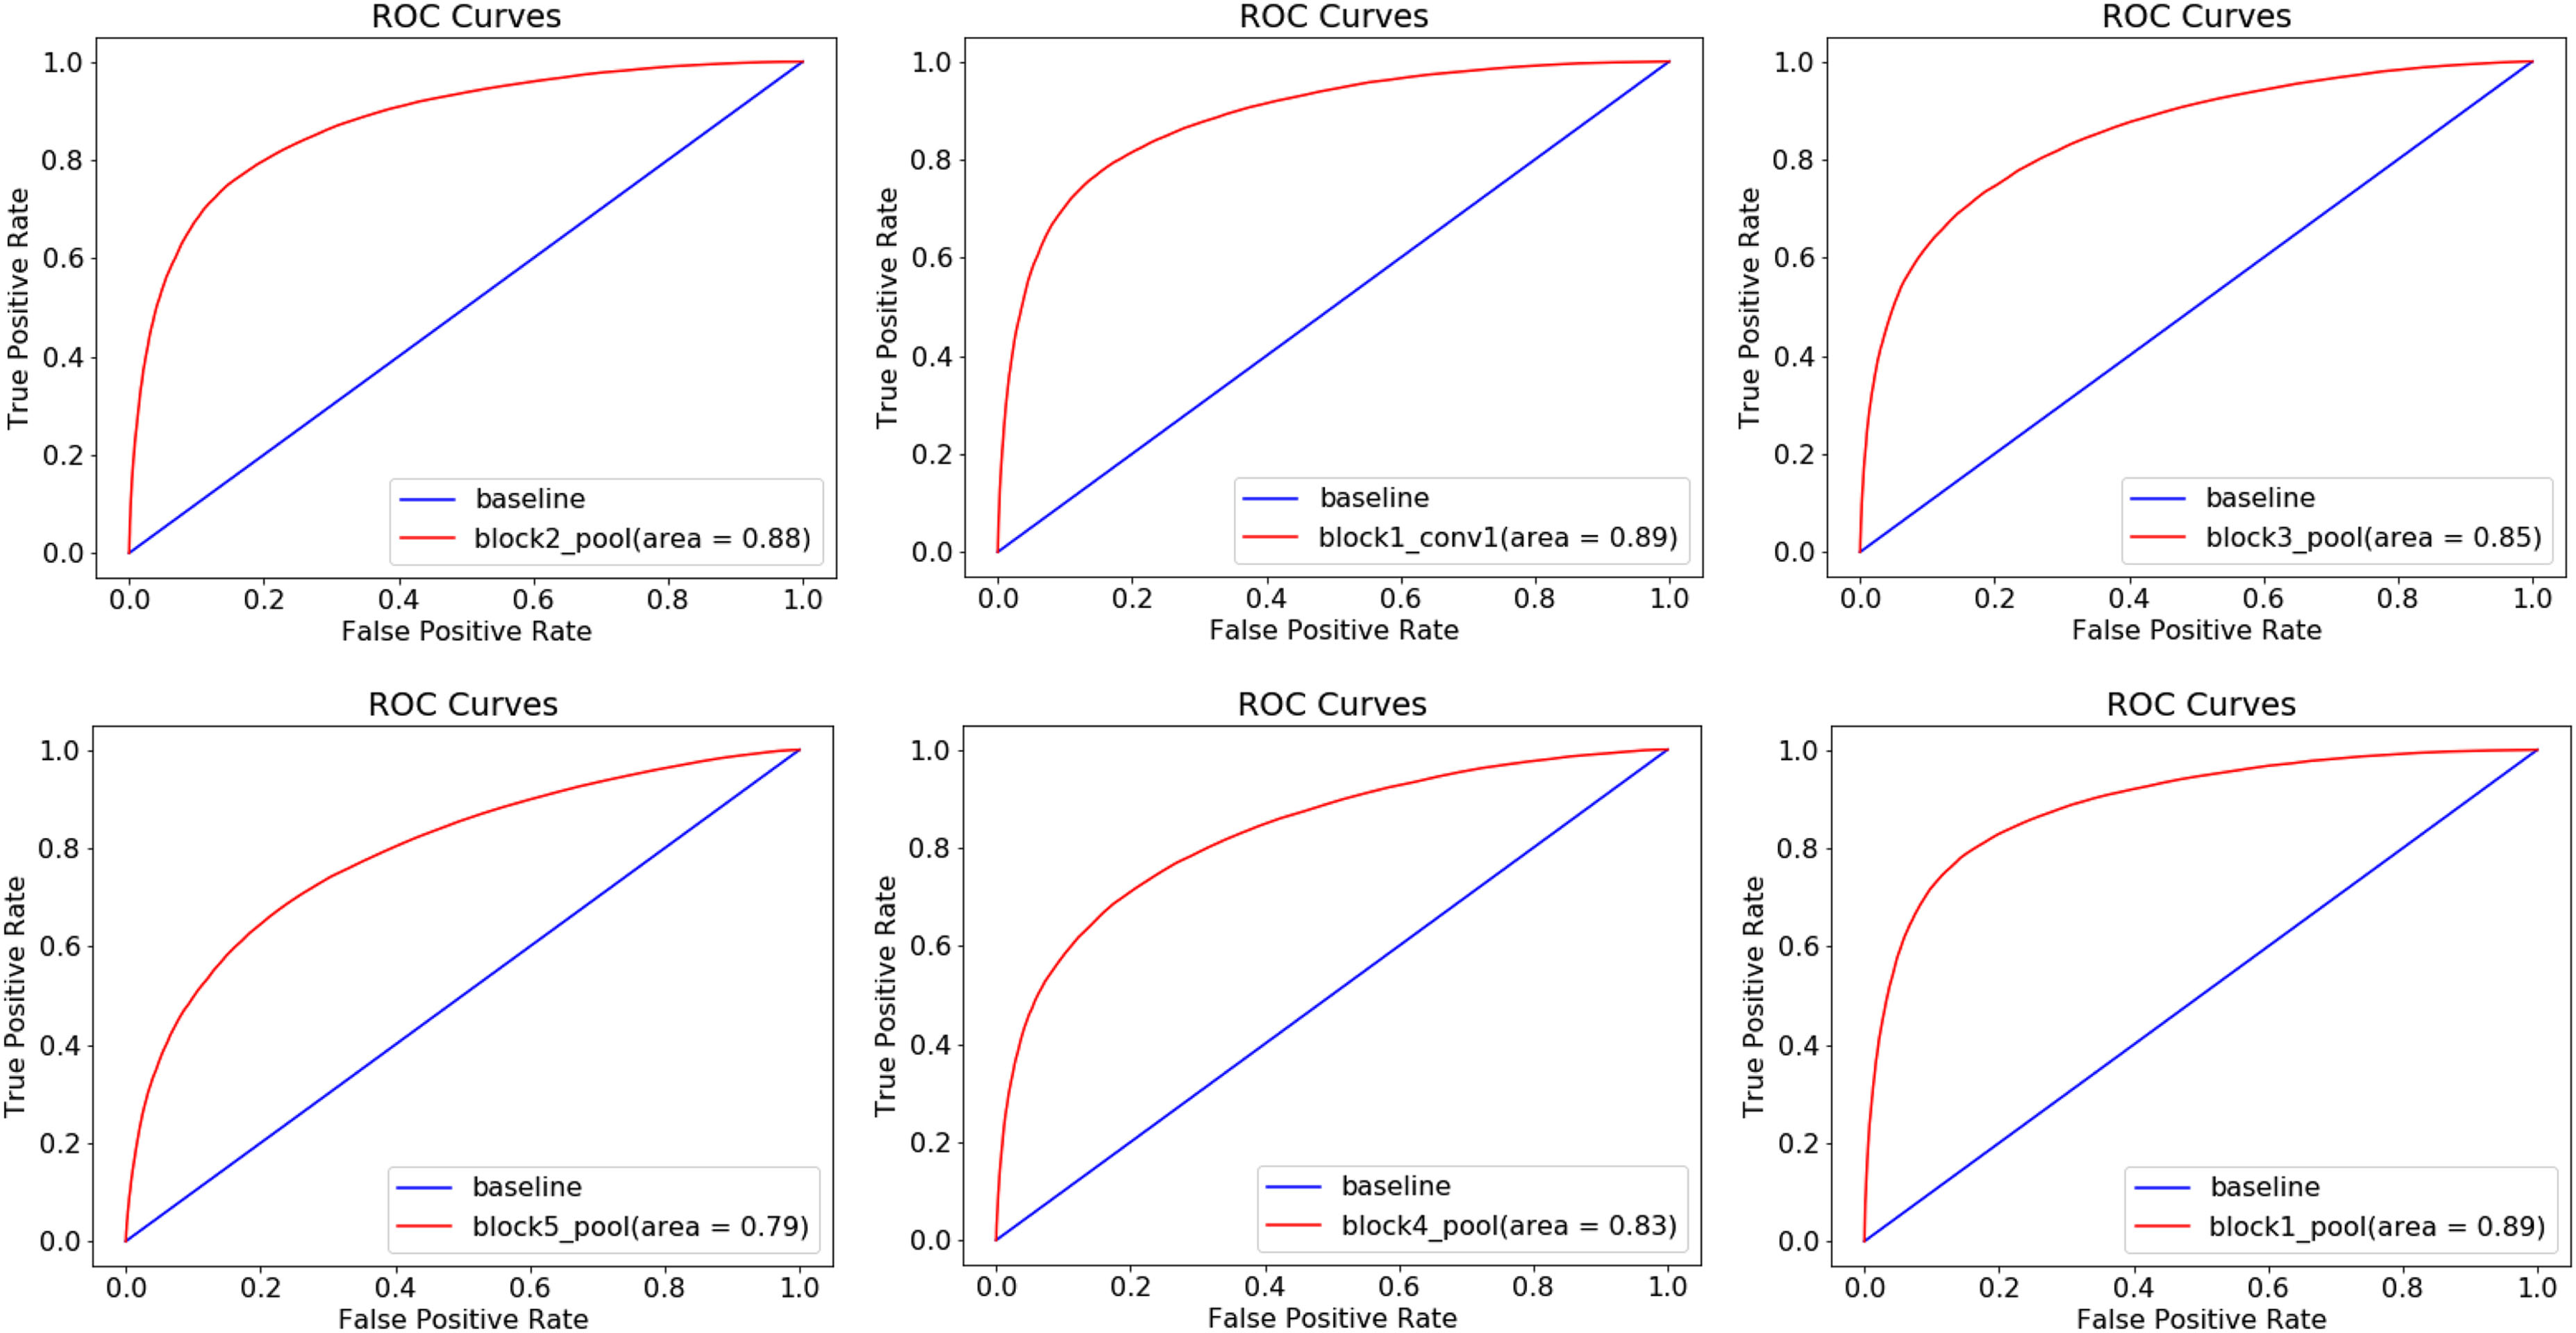 ROC Curves
True Positive Rate
1.0
0.8
0.6
0.4
0.2
0.0
baseline
block2_pool(area = 0.88)
0.0 0.2 0.4 0.6 0.8 1.0
False Positive Rate
ROC Curves
True Positive Rate
1.0
0.8
0.6
0.4
0.2
0.0
baseline
block1_conv1(area = 0.89)
0.0 0.2 0.4 0.6 0.8 1.0
False Positive Rate
ROC Curves
True Positive Rate
1.0
0.8
0.6
0.4
0.2
0.0
baseline
block3_pool(area = 0.85)
0.0 0.2 0.4 0.6 0.8 1.0
False Positive Rate
ROC Curves
True Positive Rate
1.0
0.8
0.6
0.4
0.2
0.0
baseline
block5_pool(area = 0.79)
0.0 0.2 0.4 0.6 0.8 1.0
False Positive Rate
ROC Curves
True Positive Rate
1.0
0.8
0.6
0.4
0.2
0.0
baseline
block4_pool(area = 0.83)
0.0 0.2 0.4 0.6 0.8 1.0
False Positive Rate
ROC Curves
True Positive Rate
1.0
0.8
0.6
0.4
0.2
0.0
baseline
block1_pool(area = 0.89)
0.0 0.2 0.4 0.6 0.8 1.0
False Positive Rate